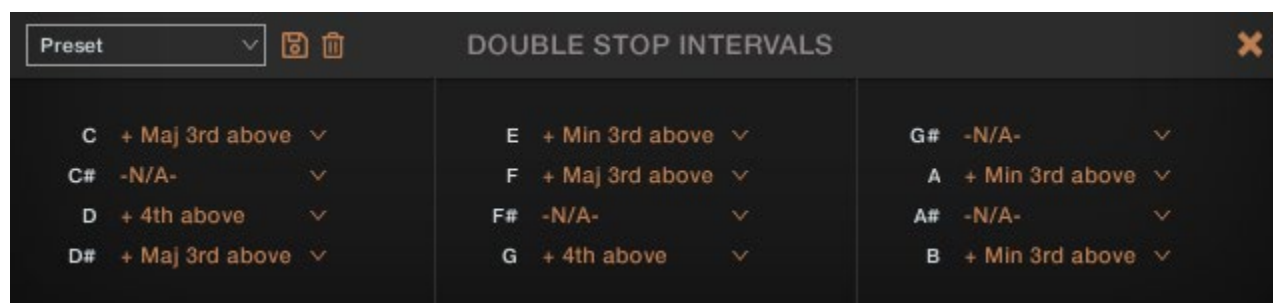 Preset
DOUBLE STOP INTERVALS
C + Maj 3rd above
C# -N/A-
D + 4th above
D# + Maj 3rd above
E + Min 3rd above
F + Maj 3rd above
F# -N/A-
G + 4th above
G# -N/A-
A + Min 3rd above
A# -N/A-
B + Min 3rd above